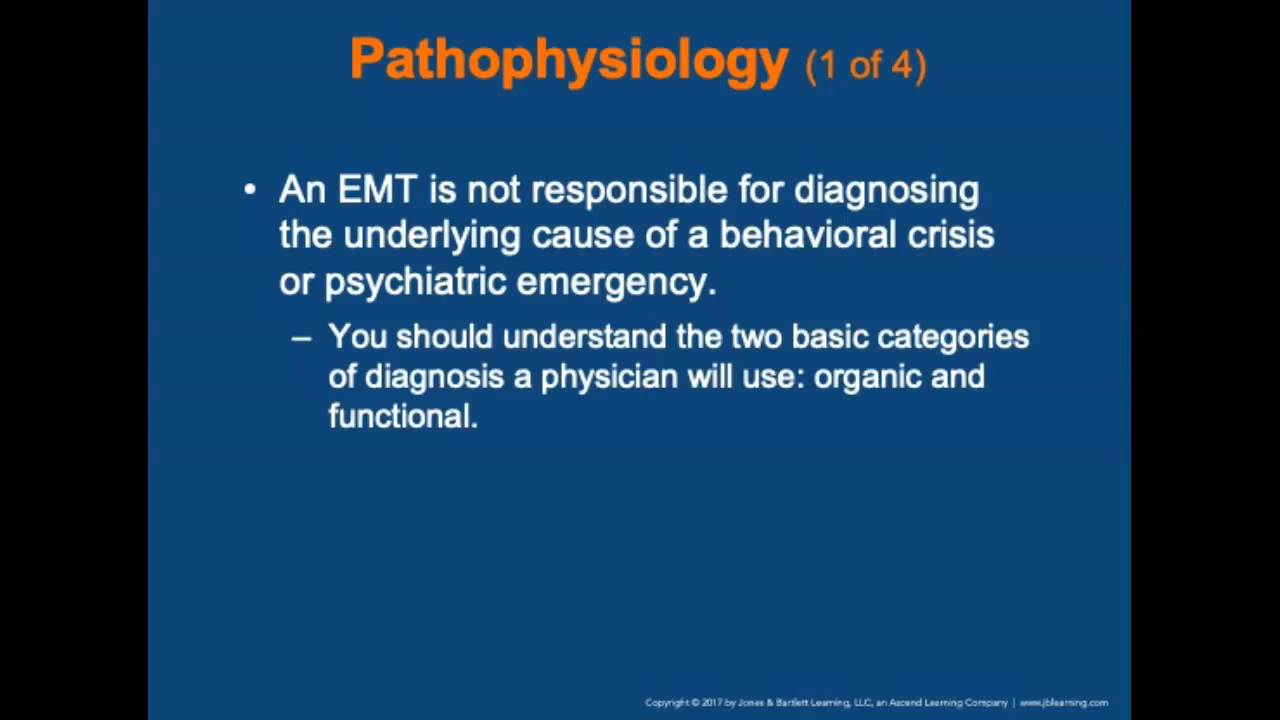 Pathophysiology (1 of 4)
• An EMT is not responsible for diagnosing
the underlying cause of a behavioral crisis
or psychiatric emergency.
– You should understand the two basic categories
of diagnosis a physician will use: organic and
functional.
Copyright © 2017 by Jones & Bartlett Learning, LLC, an Ascend Learning Company | www.jblearning.com